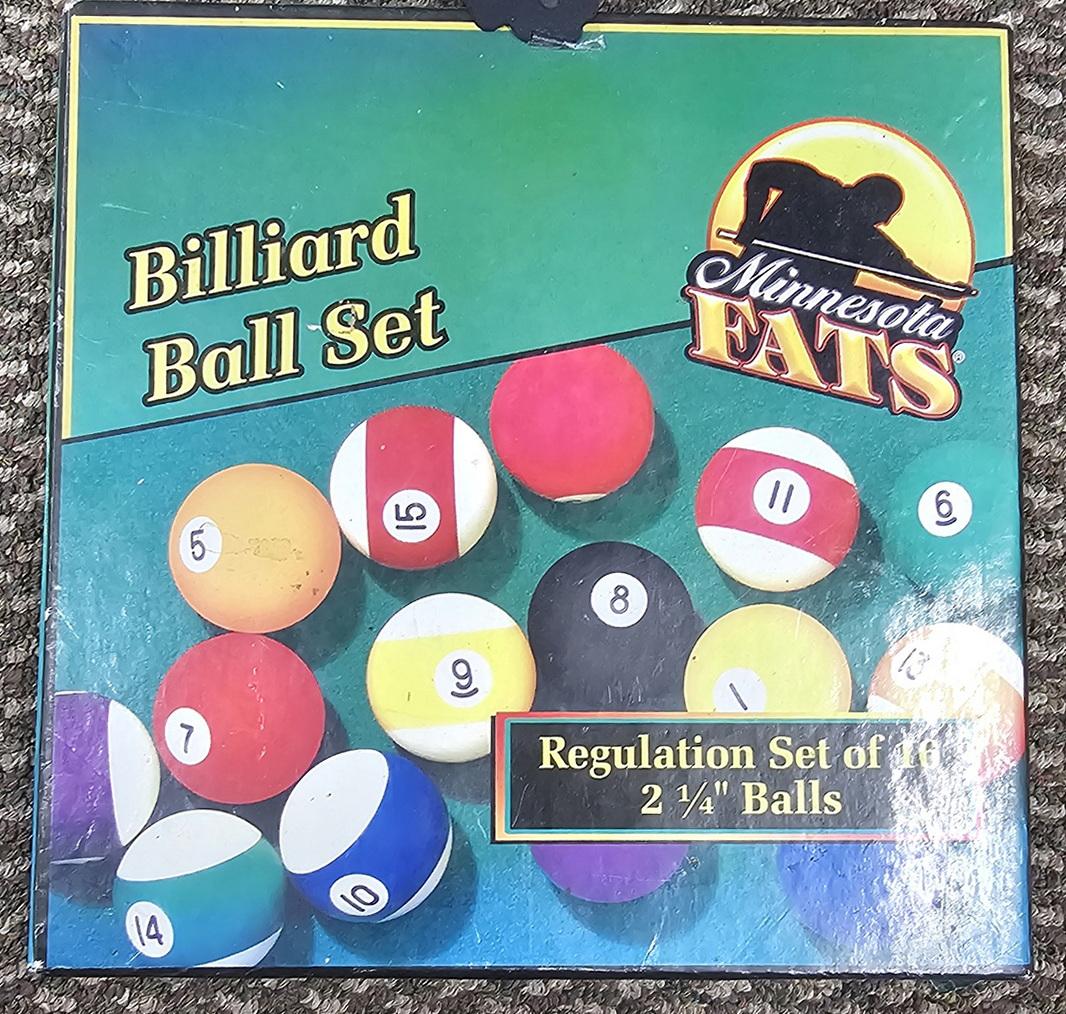 Billiard
Ball Set
Minnesota
FATS®
15
11
6
5
8
9
13
1
7
Regulation Set of 16
2 ¼" Balls
10
14